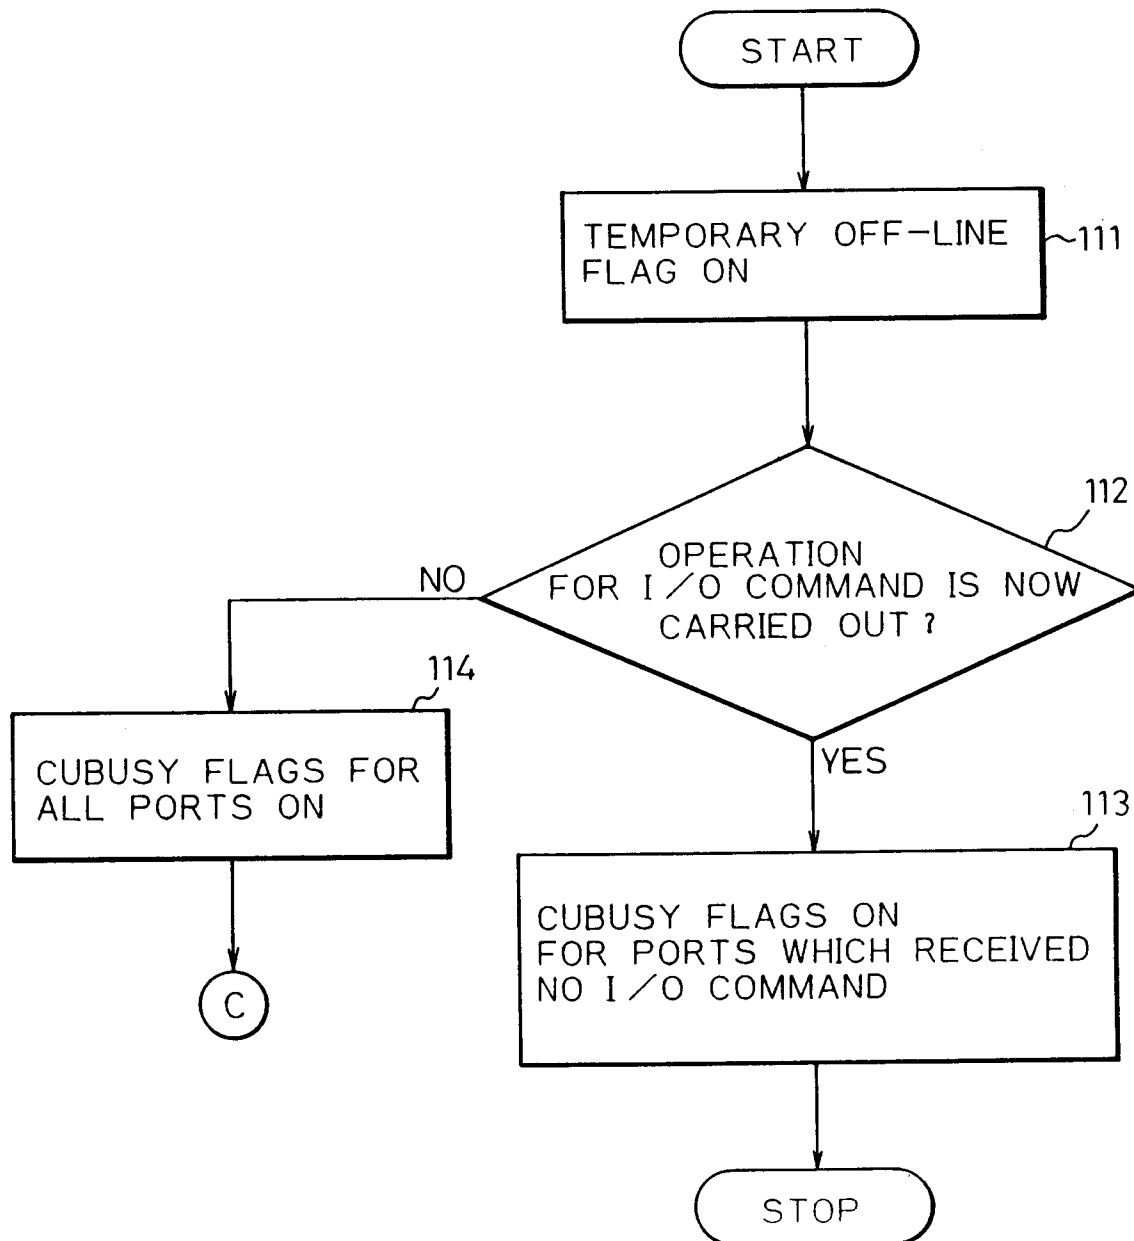 START
TEMPORARY OFF-LINE
FLAG ON
111
112
OPERATION
FOR I/O COMMAND IS NOW
CARRIED OUT?
NO
YES
114
CUBUSY FLAGS FOR
ALL PORTS ON
113
CUBUSY FLAGS ON
FOR PORTS WHICH RECEIVED
NO I/O COMMAND
C
STOP